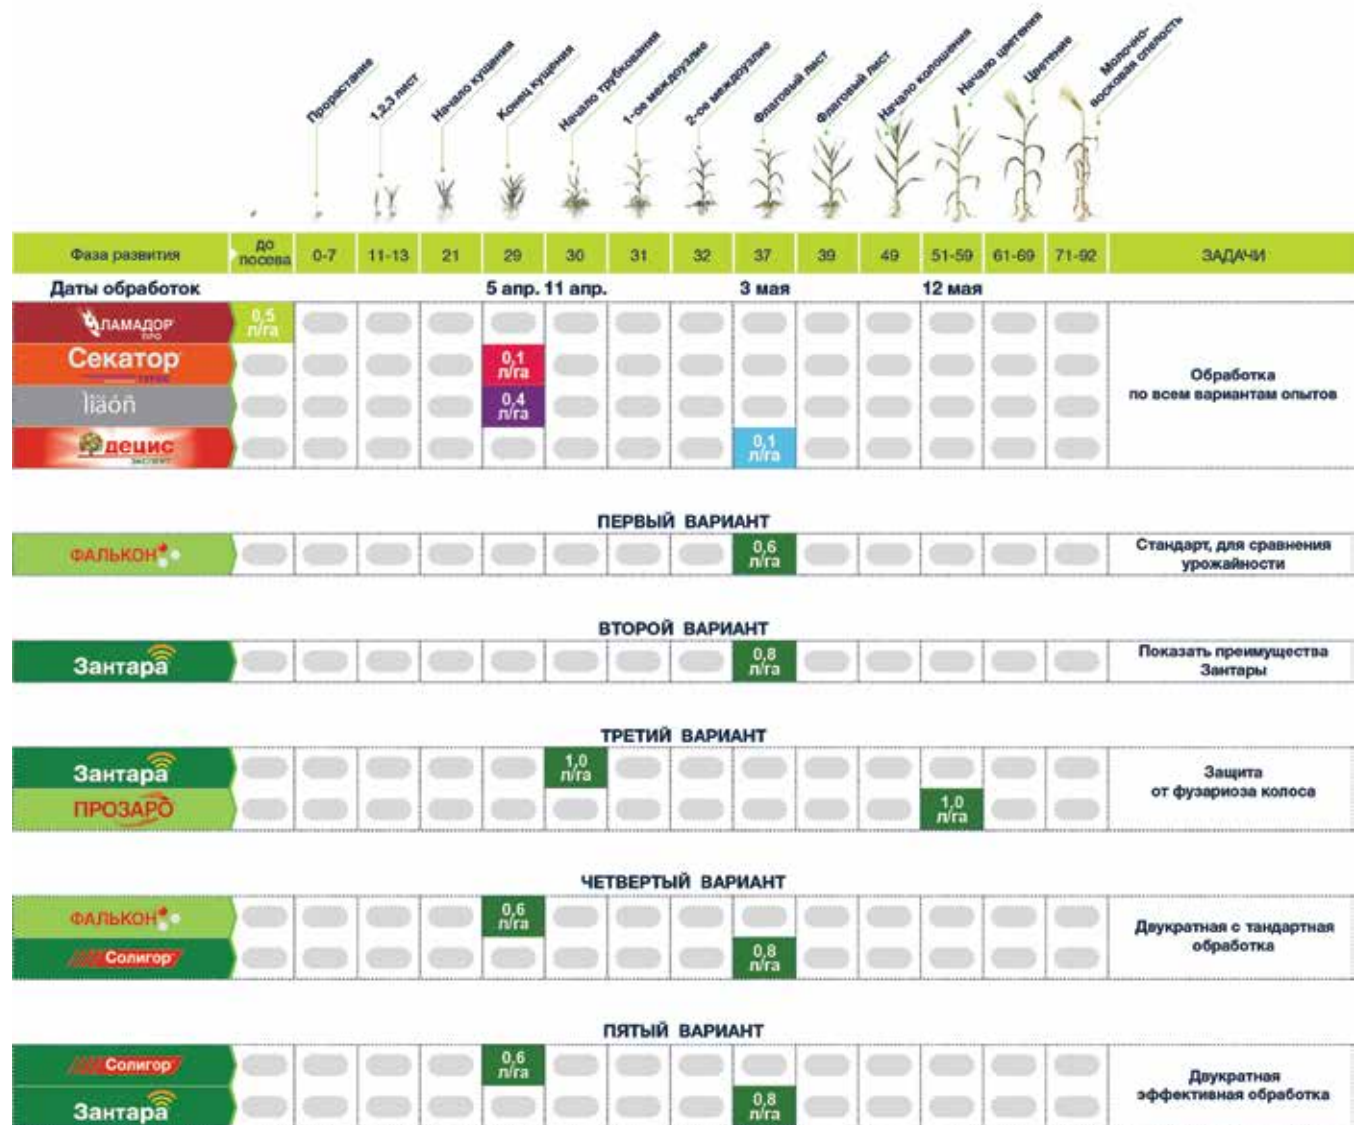 Прорастание
1,2,3 лист
Начало кущения
Конец кущения
Начало трубкования
1-ое междоузлие
2-ое междоузлие
Флаговый лист
Флаговый лист
Начало колошения
Начало цветения
Цветение
Молочно-
восковая спелость
Фаза развития до посева 0-7 11-13 21 29 30 31 32 37 39 49 51-59 61-69 71-92 ЗАДАЧИ
Даты обработок 5 апр. 11 апр. 3 мая 12 мая
ЛАМАДОР ПРО 0,5 л/га
Секатор 0,1 л/га
Обработка
по всем вариантам опытов
Ìîäóñ 0,4 л/га
децис эксперт 0,1 л/га
ПЕРВЫЙ ВАРИАНТ
ФАЛЬКОН 0,6 л/га
Стандарт, для сравнения
урожайности
ВТОРОЙ ВАРИАНТ
Зантара 0,8 л/га
Показать преимущества
Зантары
ТРЕТИЙ ВАРИАНТ
Зантара 1,0 л/га
ПРОЗАРО 1,0 л/га
Защита
от фузариоза колоса
ЧЕТВЕРТЫЙ ВАРИАНТ
ФАЛЬКОН 0,6 л/га
Солигор 0,8 л/га
Двукратная с тандартная
обработка
ПЯТЫЙ ВАРИАНТ
Солигор 0,6 л/га
Зантара 0,8 л/га
Двукратная
эффективная обработка